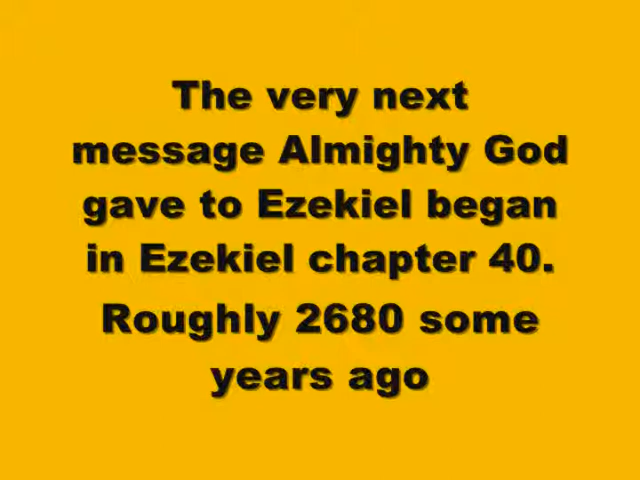 The very next
message Almighty God
gave to Ezekiel began
in Ezekiel chapter 40.
Roughly 2680 some
years ago